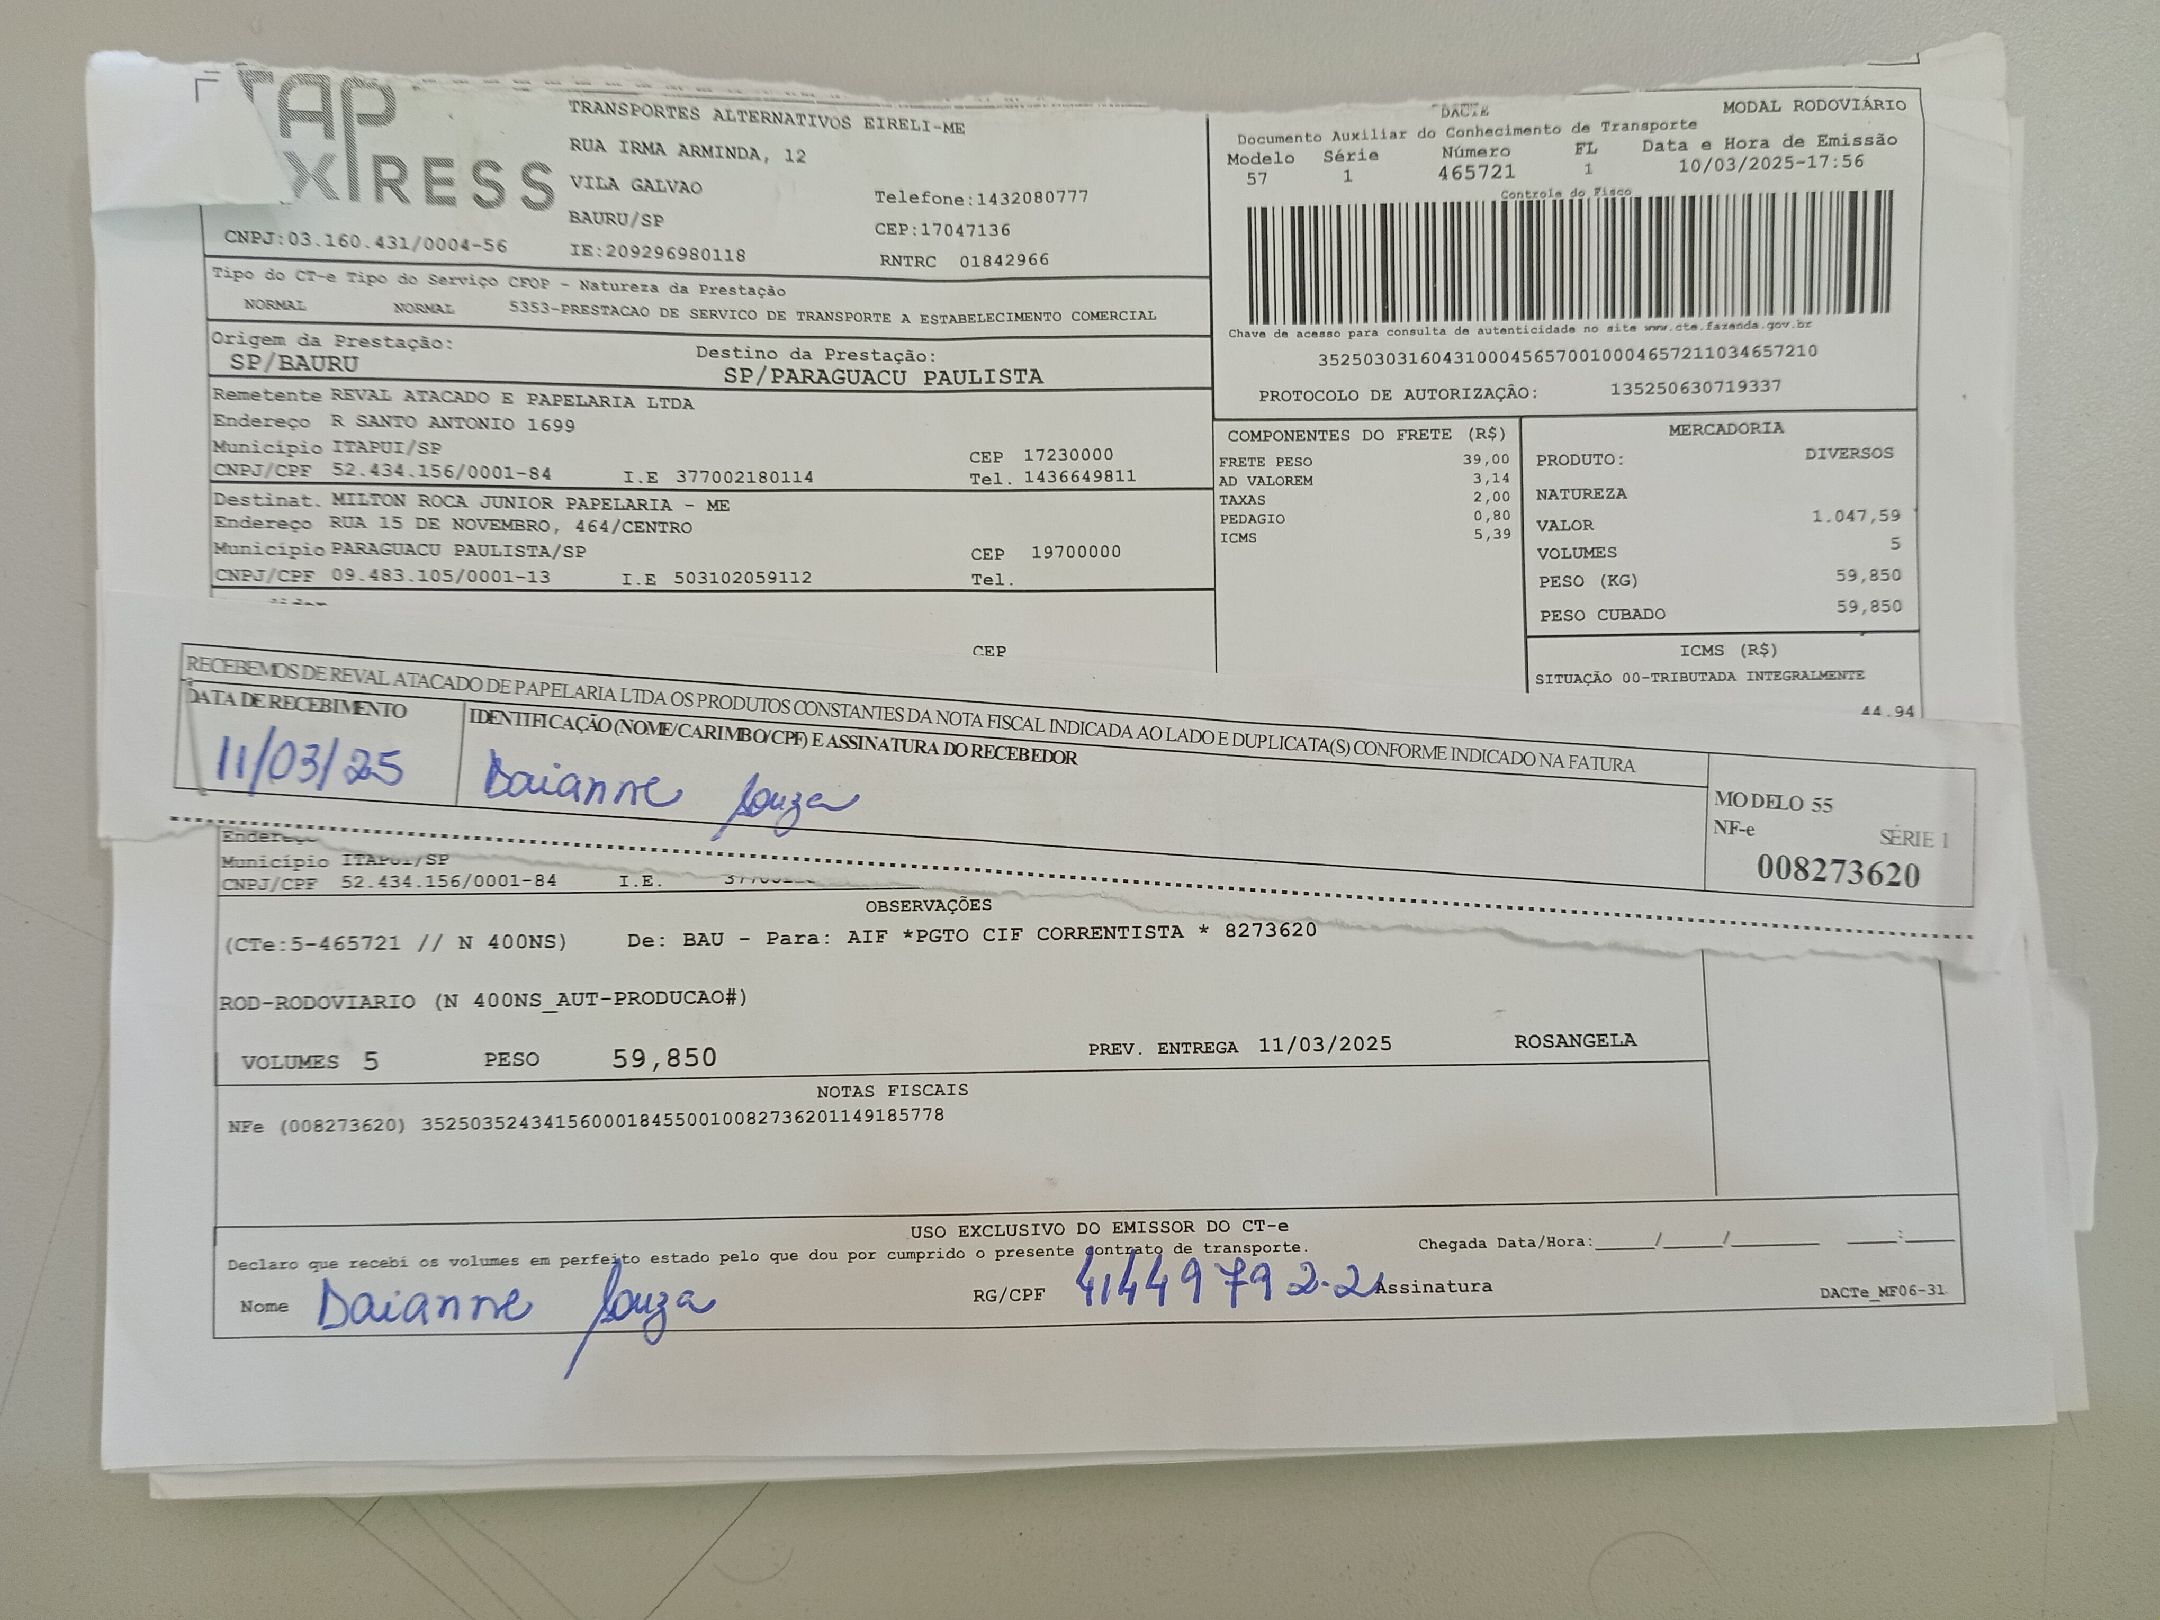 TAP
XPRESS
TRANSPORTES ALTERNATIVOS EIRELI-ME
RUA IRMA ARMINDA, 12
VILA GALVAO
BAURU/SP
Telefone:1432080777
CEP:17047136
CNPJ:03.160.431/0004-56 IE:209296980118 RNTRC 01842966
DACTE MODAL RODOVIÁRIO
Documento Auxiliar do Conhecimento de Transporte
Modelo Série Número FL Data e Hora de Emissão
57 1 465721 1 10/03/2025-17:56
Controle do Fisco
Chave de acesso para consulta de autenticidade no site www.cte.fazenda.gov.br
35250303160431000456570010004657211034657210
PROTOCOLO DE AUTORIZAÇÃO: 135250630719337
Tipo do CT-e Tipo do Serviço CFOP - Natureza da Prestação
NORMAL NORMAL 5353-PRESTACAO DE SERVICO DE TRANSPORTE A ESTABELECIMENTO COMERCIAL
Origem da Prestação: Destino da Prestação:
SP/BAURU SP/PARAGUACU PAULISTA
Remetente REVAL ATACADO E PAPELARIA LTDA
Endereço R SANTO ANTONIO 1699
Município ITAPUI/SP CEP 17230000
CNPJ/CPF 52.434.156/0001-84 I.E 377002180114 Tel. 1436649811
Destinat. MILTON ROCA JUNIOR PAPELARIA - ME
Endereço RUA 15 DE NOVEMBRO, 464/CENTRO
Município PARAGUACU PAULISTA/SP CEP 19700000
CNPJ/CPF 09.483.105/0001-13 I.E 503102059112 Tel.
CEP
COMPONENTES DO FRETE (R$)
FRETE PESO 39,00
AD VALOREM 3,14
TAXAS 2,00
PEDAGIO 0,80
ICMS 5,39
MERCADORIA
PRODUTO: DIVERSOS
NATUREZA
VALOR 1.047,59
VOLUMES 5
PESO (KG) 59,850
PESO CUBADO 59,850
ICMS (R$)
SITUAÇÃO 00-TRIBUTADA INTEGRALMENTE
44.94
RECEBEMOS DE REVAL ATACADO DE PAPELARIA LTDA OS PRODUTOS CONSTANTES DA NOTA FISCAL INDICADA AO LADO E DUPLICATA(S) CONFORME INDICADO NA FATURA
DATA DE RECEBIMENTO IDENTIFICAÇÃO (NOME/CARIMBO/CPF) E ASSINATURA DO RECEBEDOR
11/03/25 Daianne Souza
MODELO 55
NF-e SÉRIE 1
008273620
Endereço
Município ITAPUI/SP
CNPJ/CPF 52.434.156/0001-84 I.E.
OBSERVAÇÕES
(CTe:5-465721 // N 400NS) De: BAU - Para: AIF *PGTO CIF CORRENTISTA * 8273620
ROD-RODOVIARIO (N 400NS_AUT-PRODUCAO#)
VOLUMES 5 PESO 59,850 PREV. ENTREGA 11/03/2025 ROSANGELA
NOTAS FISCAIS
NFe (008273620) 35250352434156000184550010082736201149185778
USO EXCLUSIVO DO EMISSOR DO CT-e
Declaro que recebi os volumes em perfeito estado pelo que dou por cumprido o presente contrato de transporte. Chegada Data/Hora:_____/_____/________ ____:____
Nome Daianne Souza RG/CPF 41449792-2 Assinatura DACTe_MF06-31